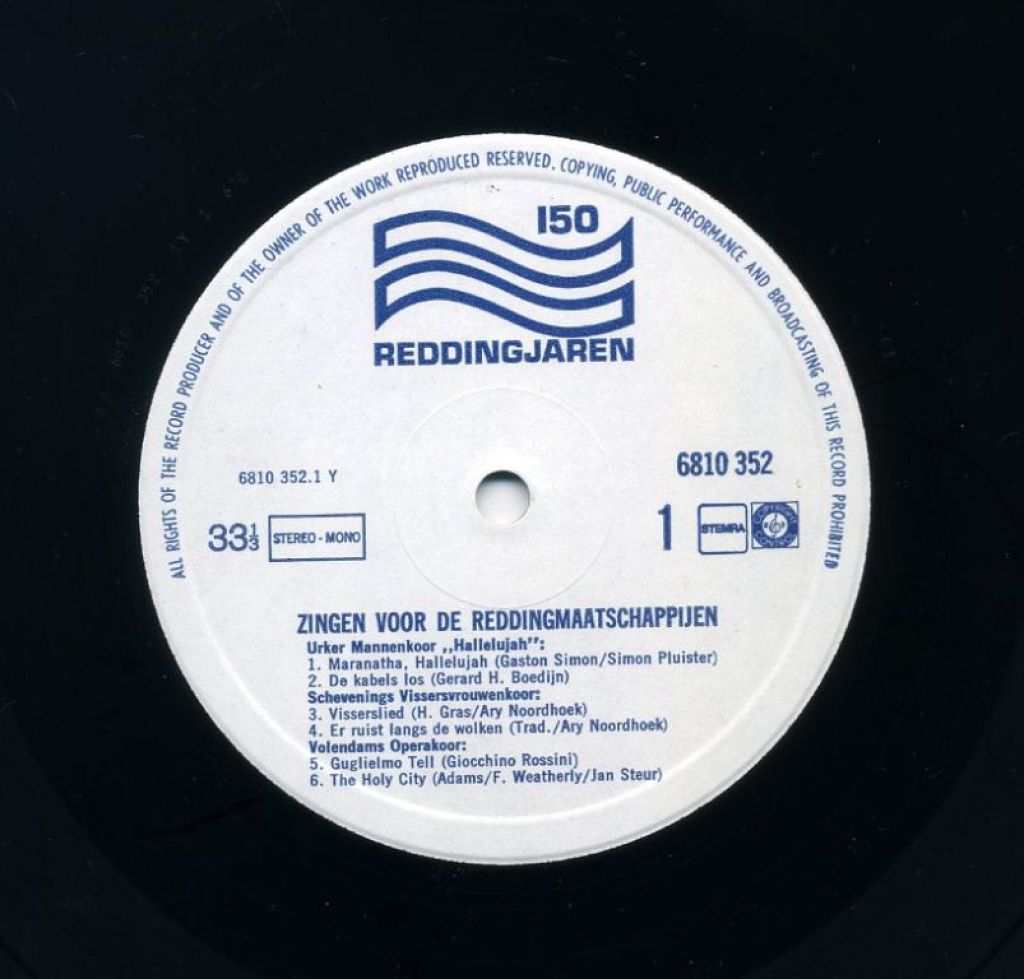 ALL RIGHTS OF THE RECORD PRODUCER AND OF THE OWNER OF THE WORK REPRODUCED RESERVED. COPYING, PUBLIC PERFORMANCE AND BROADCASTING OF THIS RECORD PROHIBITED
150
REDDINGJAREN
6810 352.1 Y
6810 352
33⅓ STEREO - MONO
1 STEMRA COPYRIGHT CONTROL
ZINGEN VOOR DE REDDINGMAATSCHAPPIJEN
Urker Mannenkoor ,,Hallelujah'':
1. Maranatha, Hallelujah (Gaston Simon/Simon Pluister)
2. De kabels los (Gerard H. Boedijn)
Schevenings Vissersvrouwenkoor:
3. Visserslied (H. Gras/Ary Noordhoek)
4. Er ruist langs de wolken (Trad./Ary Noordhoek)
Volendams Operakoor:
5. Guglielmo Tell (Giocchino Rossini)
6. The Holy City (Adams/F. Weatherly/Jan Steur)